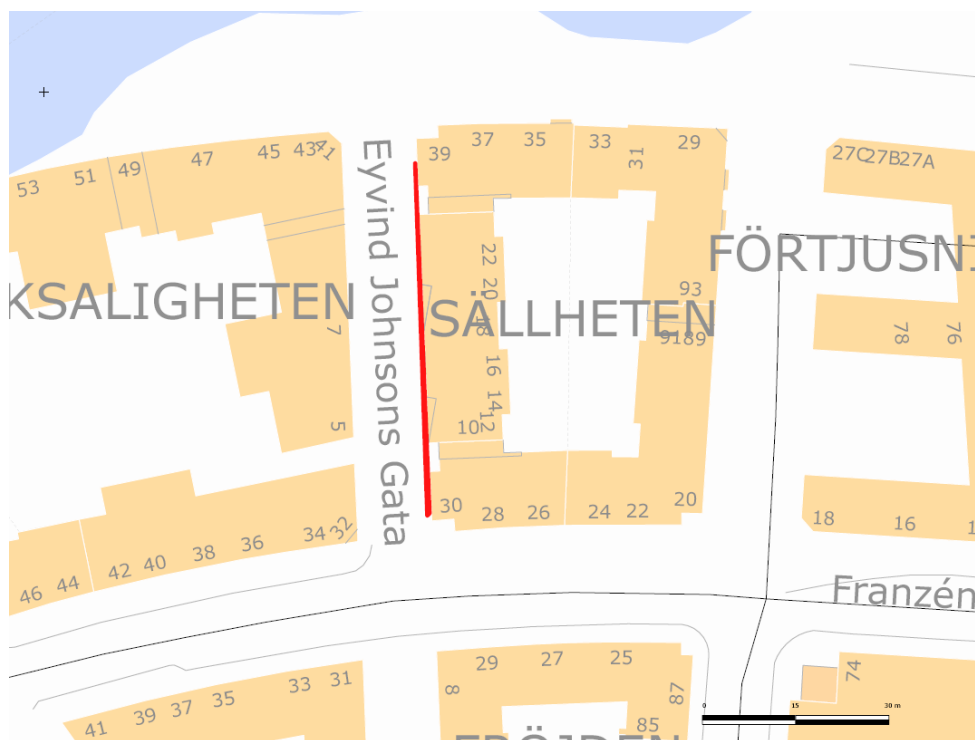 39 37 35 33 31 29
53 51 49 47 45 43 41
27C 27B 27A
Eyvind Johnsons Gata
FÖRTJUSNI
KSALIGHETEN
SÄLLHETEN
22
20
18
16
14
12
10
93
91 89
7
5
78 76
30 28 26 24 22 20
18 16 1
46 44 42 40 38 36 34 32
Franzén
41 39 37 35 33 31
8
29 27 25
87
85
74
FRÖJDEN
0 15 30 m